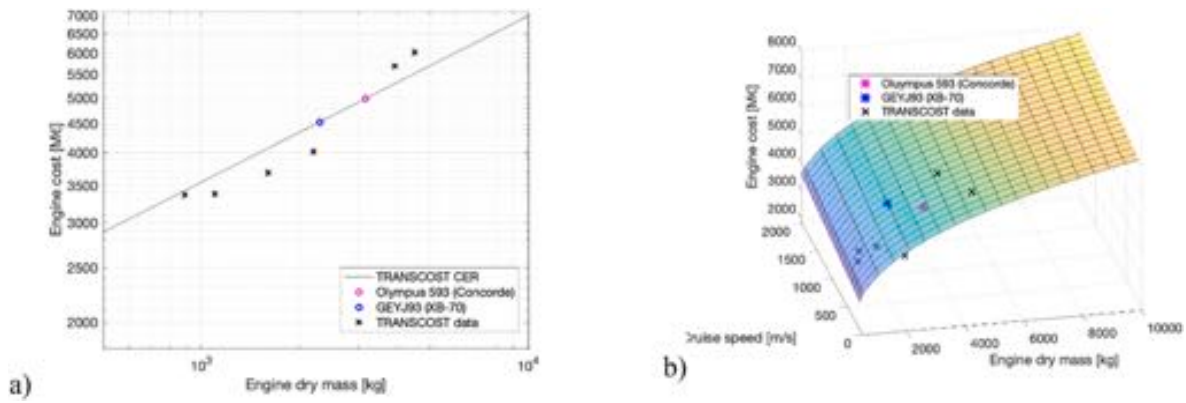 7000
6000
5000
4500
4000
3500
3000
2500
2000
Engine cost [M€]
TRANSCOST CER
Olympus 593 (Concorde)
GEYJ93 (XB-70)
TRANSCOST data
10³
10⁴
Engine dry mass [kg]
a)
8000
7000
6000
5000
4000
3000
2000
Engine cost [M€]
Oluympus 593 (Concorde)
GEYJ93 (XB-70)
TRANSCOST data
2000
1500
1000
500
0
2000
4000
6000
8000
10000
Cruise speed [m/s]
Engine dry mass [kg]
b)